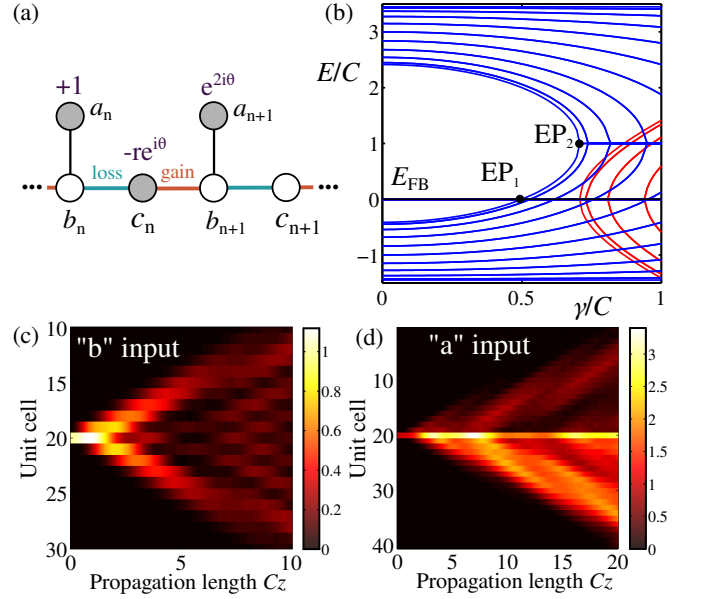 (a)
+1
e^{2iθ}
a_n
a_{n+1}
-re^{iθ}
loss
gain
b_n
c_n
b_{n+1}
c_{n+1}
(b)
E/C
3
2
1
0
−1
EP_2
E_FB
EP_1
0
0.5
1
γ/C
(c)
"b" input
Unit cell
10
15
20
25
30
0
5
10
Propagation length Cz
1
0.8
0.6
0.4
0.2
0
(d)
"a" input
Unit cell
10
20
30
40
0
5
10
15
20
Propagation length Cz
3
2.5
2
1.5
1
0.5
0